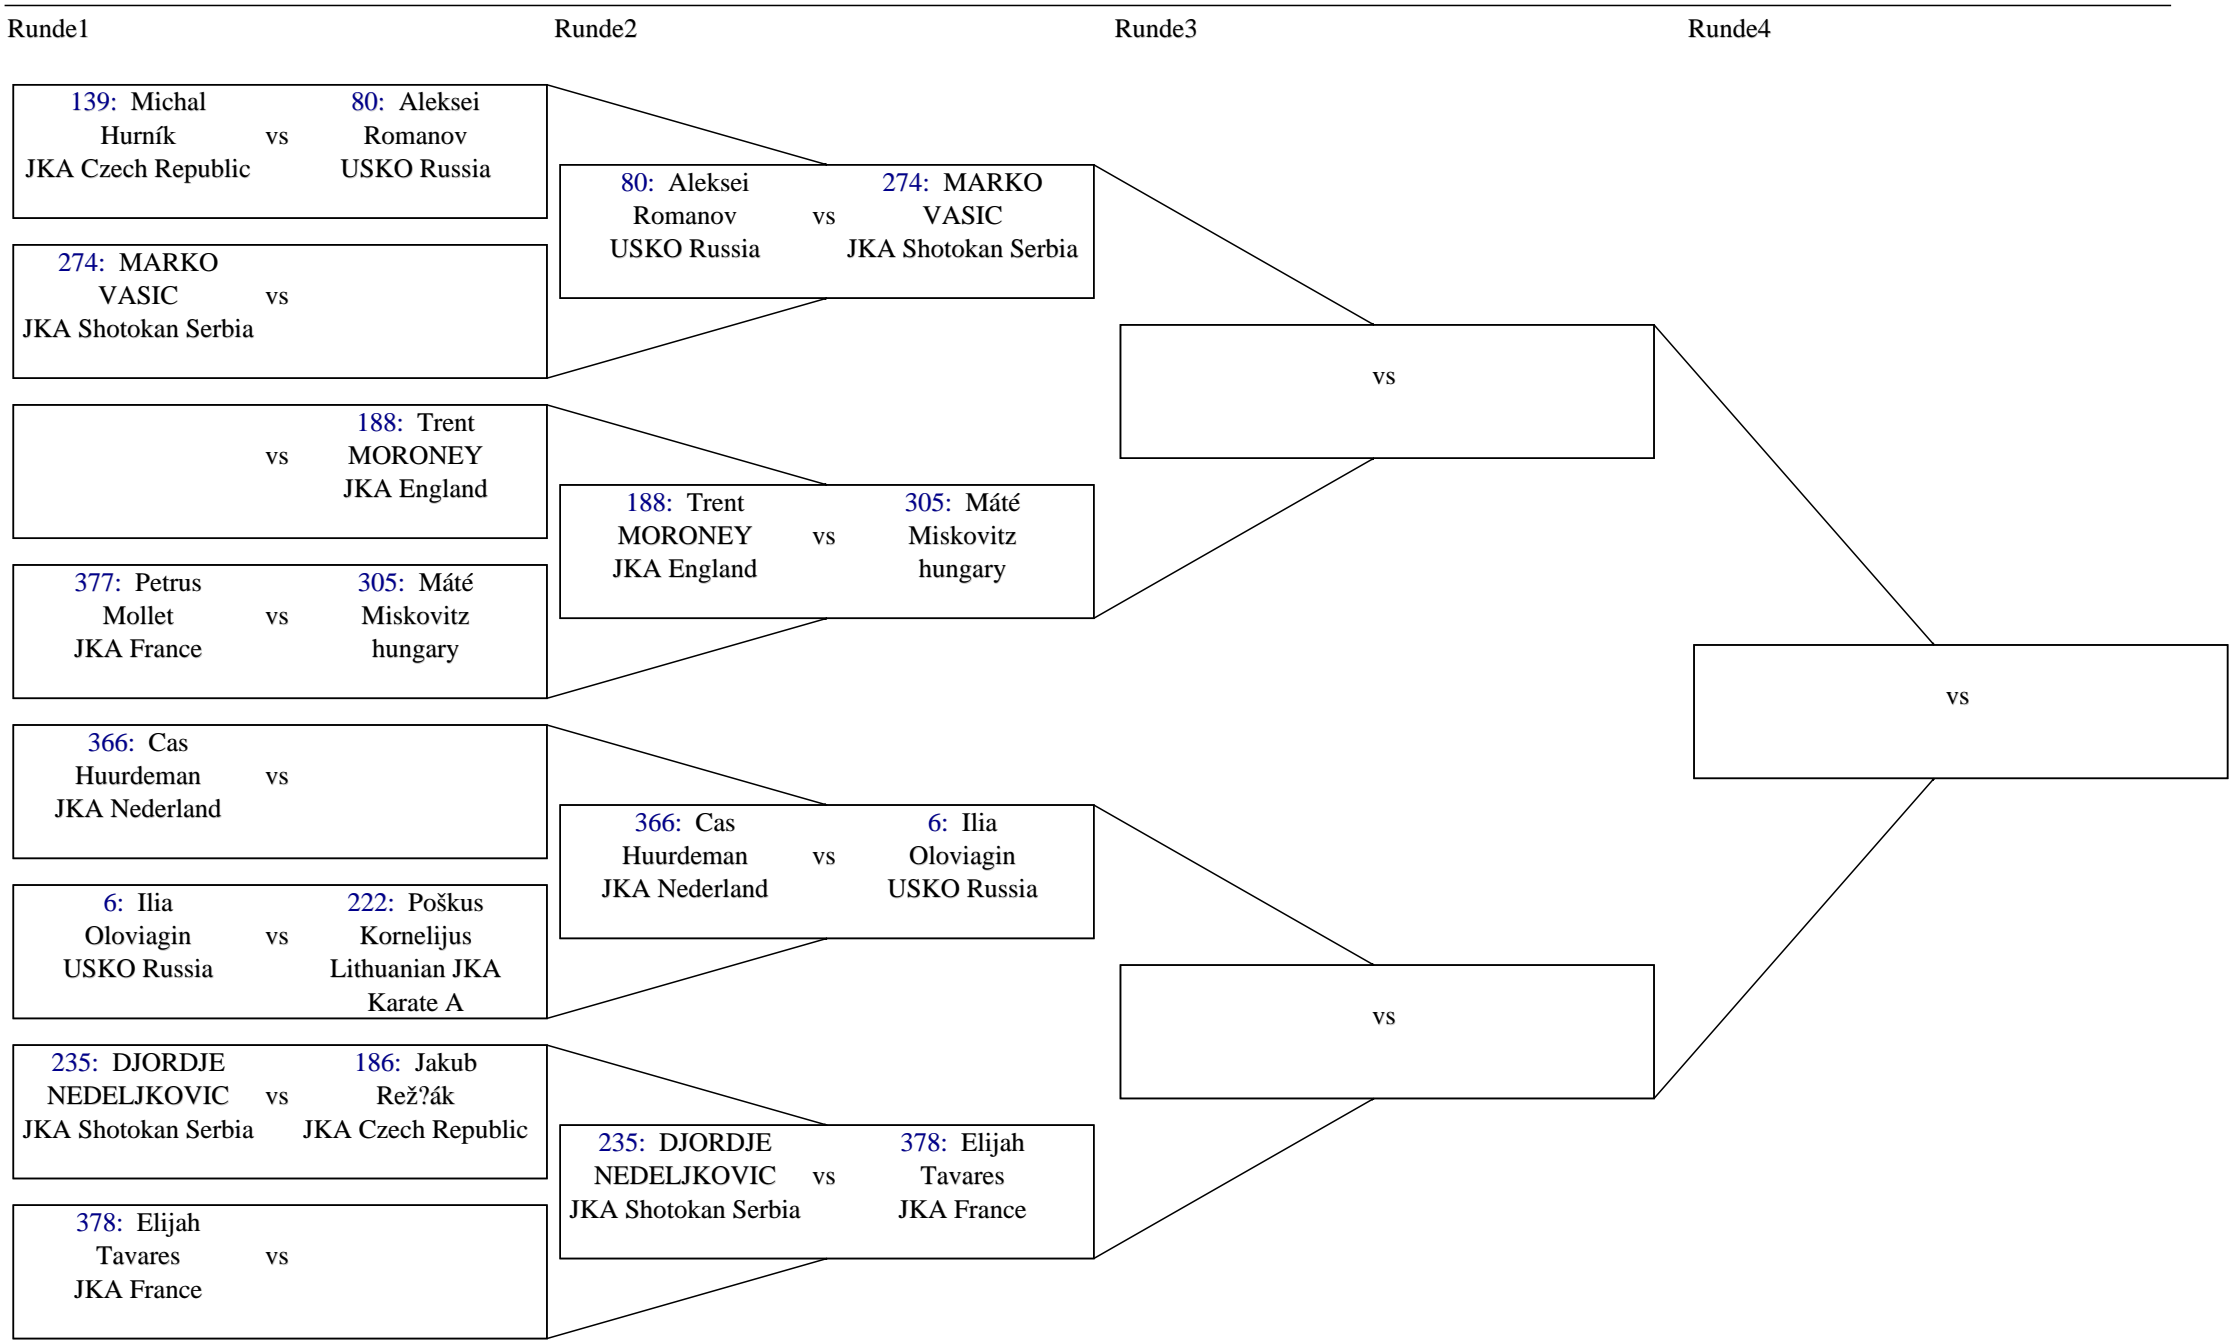 Runde1
Runde2
Runde3
Runde4
139: Michal
Hurník
JKA Czech Republic
vs
80: Aleksei
Romanov
USKO Russia
274: MARKO
VASIC
JKA Shotokan Serbia
vs
vs
188: Trent
MORONEY
JKA England
377: Petrus
Mollet
JKA France
vs
305: Máté
Miskovitz
hungary
366: Cas
Huurdeman
JKA Nederland
vs
6: Ilia
Oloviagin
USKO Russia
vs
222: Poškus
Kornelijus
Lithuanian JKA
Karate A
235: DJORDJE
NEDELJKOVIC
JKA Shotokan Serbia
vs
186: Jakub
Rež?ák
JKA Czech Republic
378: Elijah
Tavares
JKA France
vs
80: Aleksei
Romanov
USKO Russia
vs
274: MARKO
VASIC
JKA Shotokan Serbia
188: Trent
MORONEY
JKA England
vs
305: Máté
Miskovitz
hungary
366: Cas
Huurdeman
JKA Nederland
vs
6: Ilia
Oloviagin
USKO Russia
235: DJORDJE
NEDELJKOVIC
JKA Shotokan Serbia
vs
378: Elijah
Tavares
JKA France
vs
vs
vs